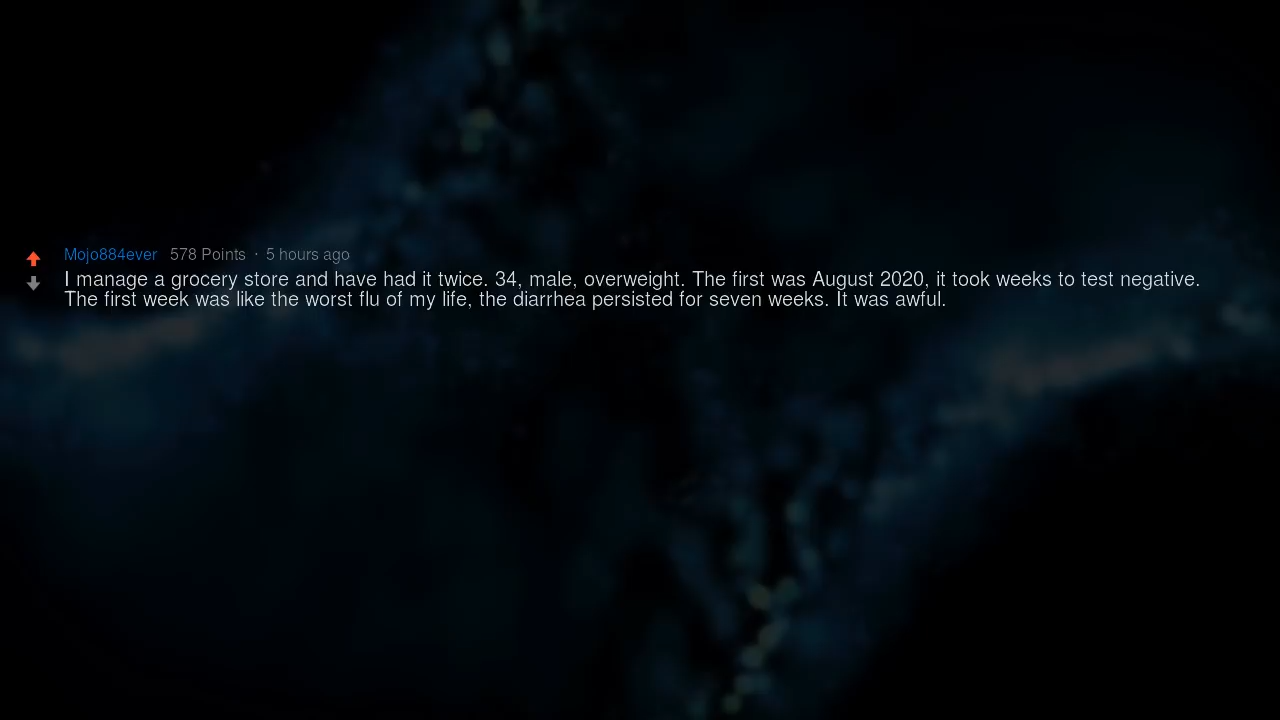 Mojo884ever 578 Points · 5 hours ago
I manage a grocery store and have had it twice. 34, male, overweight. The first was August 2020, it took weeks to test negative.
The first week was like the worst flu of my life, the diarrhea persisted for seven weeks. It was awful.